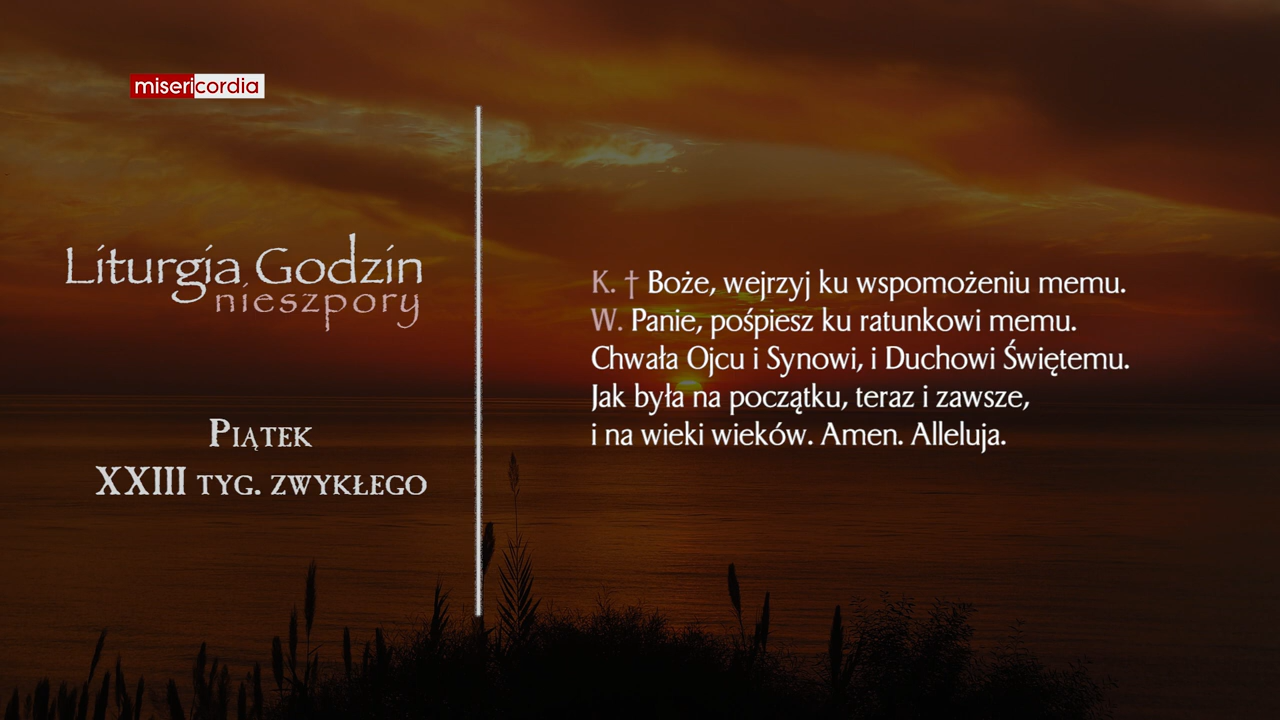 misericordia
Liturgia Godzin
nieszpory
Piątek
XXIII tyg. zwykłego
K. † Boże, wejrzyj ku wspomożeniu memu.
W. Panie, pośpiesz ku ratunkowi memu.
Chwała Ojcu i Synowi, i Duchowi Świętemu.
Jak była na początku, teraz i zawsze,
i na wieki wieków. Amen. Alleluja.